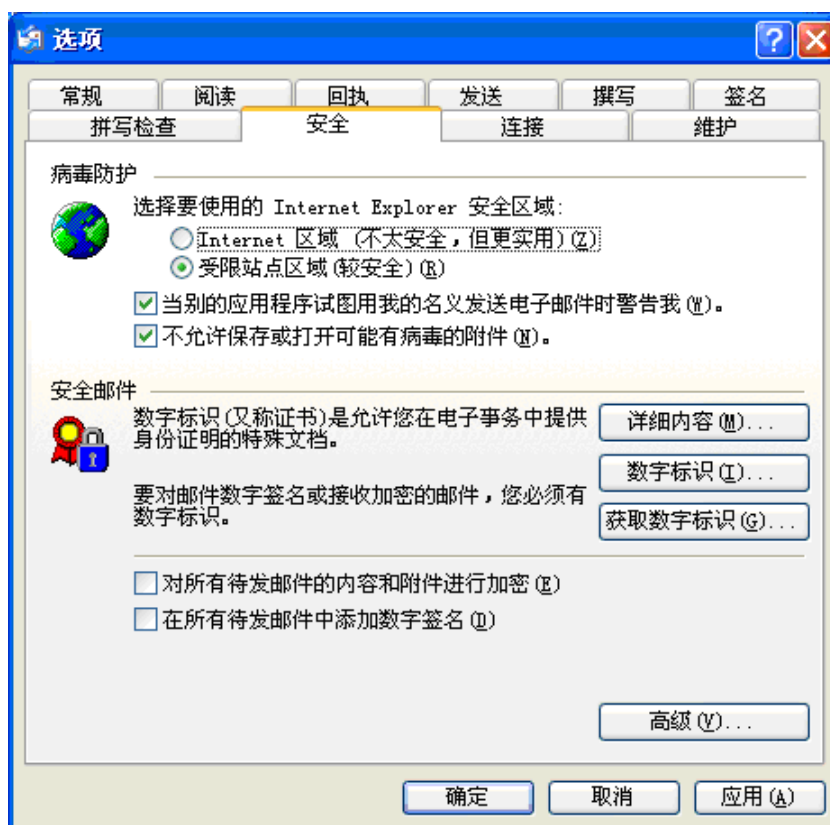 选项
常规 阅读 回执 发送 撰写 签名
拼写检查 安全 连接 维护
病毒防护
选择要使用的 Internet Explorer 安全区域:
Internet 区域 (不太安全，但更实用)(Z)
受限站点区域(较安全)(R)
当别的应用程序试图用我的名义发送电子邮件时警告我(W)。
不允许保存或打开可能有病毒的附件(N)。
安全邮件
数字标识(又称证书)是允许您在电子事务中提供
身份证明的特殊文档。
详细内容(M)...
数字标识(I)...
要对邮件数字签名或接收加密的邮件，您必须有
数字标识。
获取数字标识(G)...
对所有待发邮件的内容和附件进行加密(E)
在所有待发邮件中添加数字签名(D)
高级(V)...
确定 取消 应用(A)